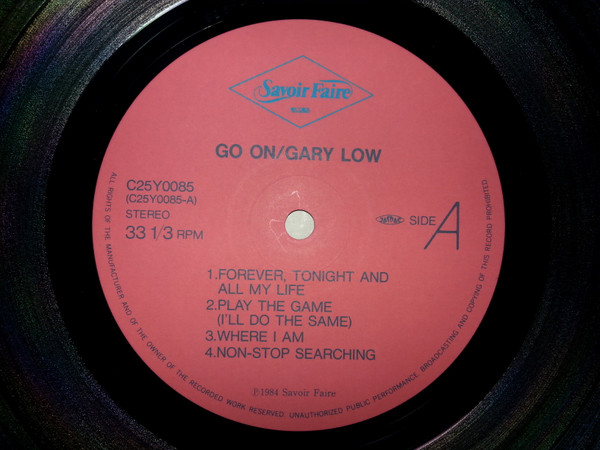 Savoir Faire
GO ON/GARY LOW
C25Y0085
(C25Y0085-A)
STEREO
33 1/3 RPM
SIDE A
1.FOREVER, TONIGHT AND
ALL MY LIFE
2.PLAY THE GAME
(I'LL DO THE SAME)
3.WHERE I AM
4.NON-STOP SEARCHING
℗1984 Savoir Faire
ALL RIGHTS OF THE MANUFACTURER AND OF THE OWNER OF THE RECORDED WORK RESERVED. UNAUTHORIZED PUBLIC PERFORMANCE, BROADCASTING AND COPYING OF THIS RECORD PROHIBITED.